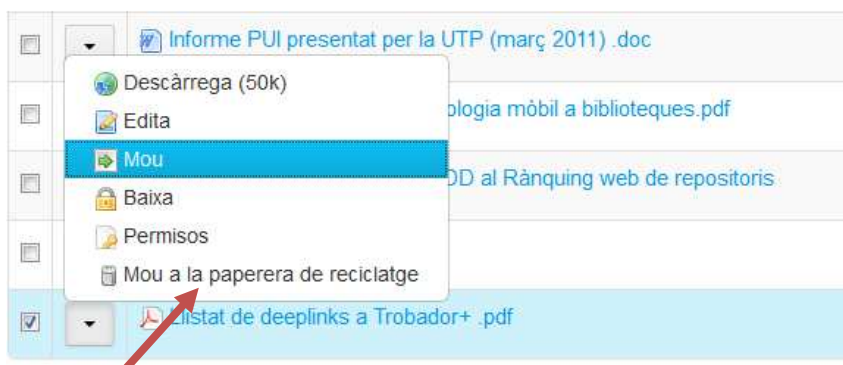 Informe PUI presentat per la UTP (març 2011) .doc
Descàrrega (50k)
Edita
ologia mòbil a biblioteques.pdf
Mou
DD al Rànquing web de repositoris
Baixa
Permisos
Mou a la paperera de reciclatge
Llistat de deeplinks a Trobador+ .pdf